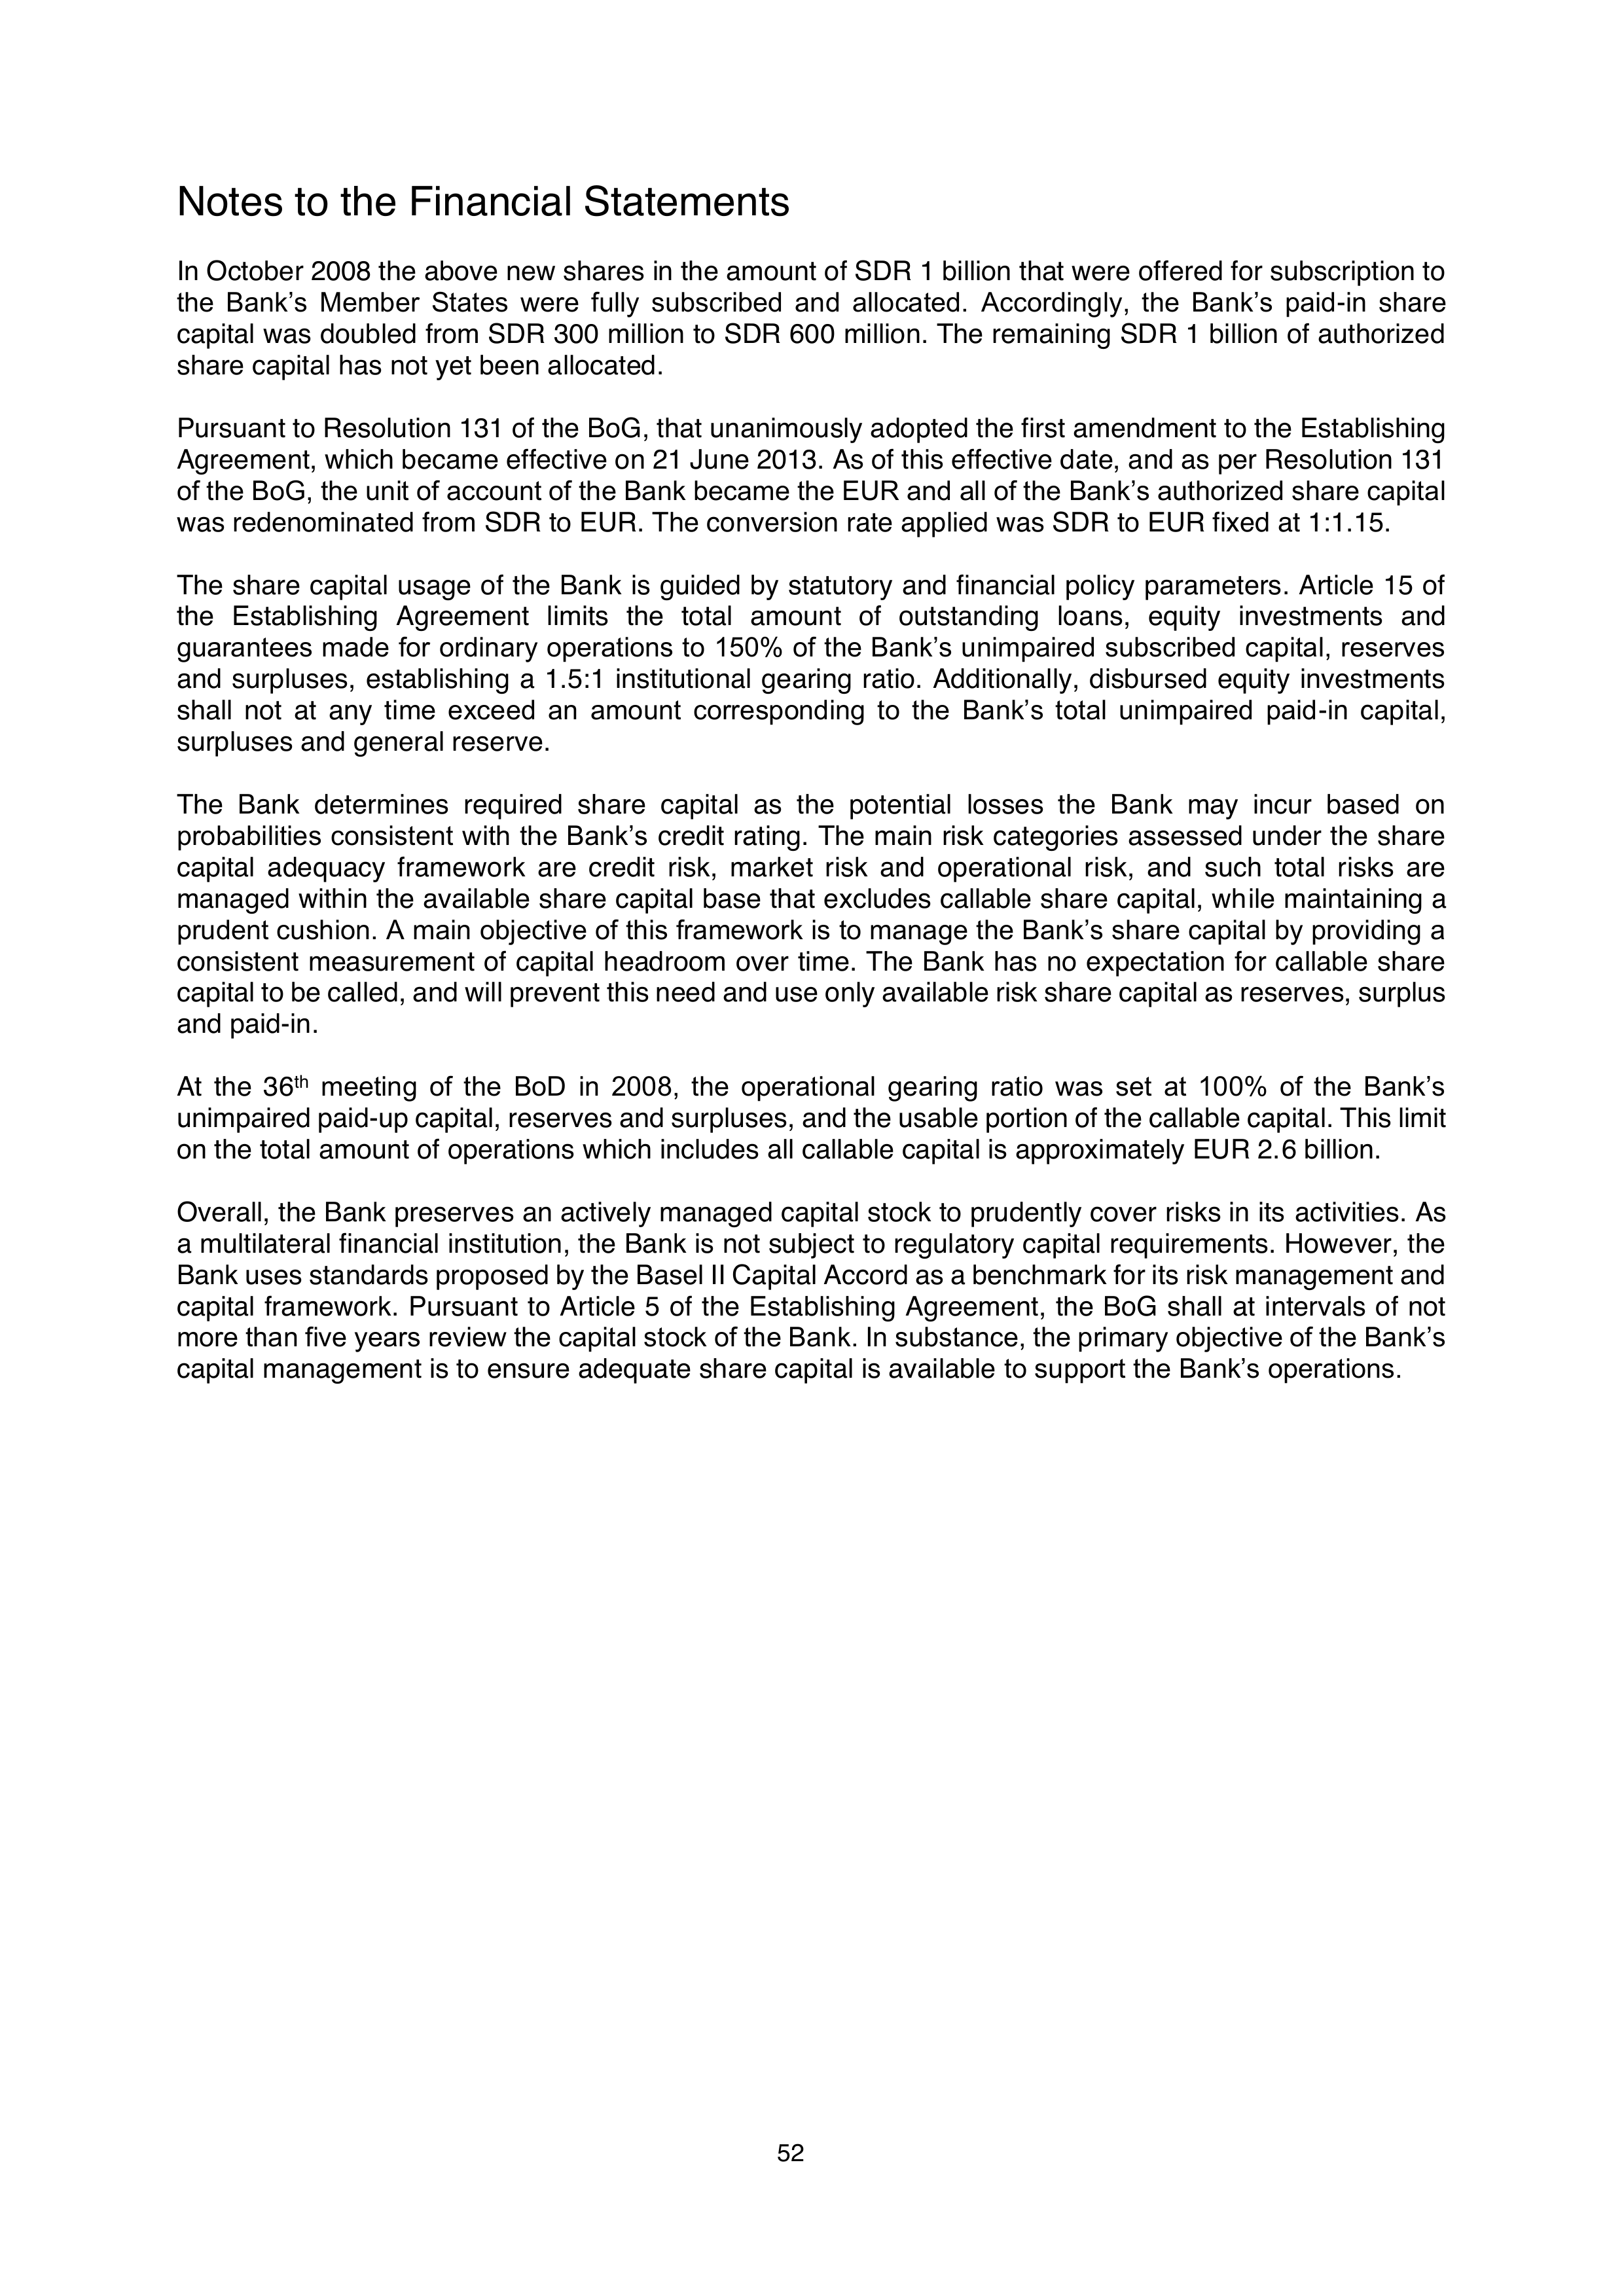 Notes to the Financial Statements
In October 2008 the above new shares in the amount of SDR 1 billion that were offered for subscription to
the Bank’s Member States were fully subscribed and allocated. Accordingly, the Bank’s paid-in share
capital was doubled from SDR 300 million to SDR 600 million. The remaining SDR 1 billion of authorized
share capital has not yet been allocated.
Pursuant to Resolution 131 of the BoG, that unanimously adopted the first amendment to the Establishing
Agreement, which became effective on 21 June 2013. As of this effective date, and as per Resolution 131
of the BoG, the unit of account of the Bank became the EUR and all of the Bank’s authorized share capital
was redenominated from SDR to EUR. The conversion rate applied was SDR to EUR fixed at 1:1.15.
The share capital usage of the Bank is guided by statutory and financial policy parameters. Article 15 of
the Establishing Agreement limits the total amount of outstanding loans, equity investments and
guarantees made for ordinary operations to 150% of the Bank’s unimpaired subscribed capital, reserves
and surpluses, establishing a 1.5:1 institutional gearing ratio. Additionally, disbursed equity investments
shall not at any time exceed an amount corresponding to the Bank’s total unimpaired paid-in capital,
surpluses and general reserve.
The Bank determines required share capital as the potential losses the Bank may incur based on
probabilities consistent with the Bank’s credit rating. The main risk categories assessed under the share
capital adequacy framework are credit risk, market risk and operational risk, and such total risks are
managed within the available share capital base that excludes callable share capital, while maintaining a
prudent cushion. A main objective of this framework is to manage the Bank’s share capital by providing a
consistent measurement of capital headroom over time. The Bank has no expectation for callable share
capital to be called, and will prevent this need and use only available risk share capital as reserves, surplus
and paid-in.
At the 36th meeting of the BoD in 2008, the operational gearing ratio was set at 100% of the Bank’s
unimpaired paid-up capital, reserves and surpluses, and the usable portion of the callable capital. This limit
on the total amount of operations which includes all callable capital is approximately EUR 2.6 billion.
Overall, the Bank preserves an actively managed capital stock to prudently cover risks in its activities. As
a multilateral financial institution, the Bank is not subject to regulatory capital requirements. However, the
Bank uses standards proposed by the Basel II Capital Accord as a benchmark for its risk management and
capital framework. Pursuant to Article 5 of the Establishing Agreement, the BoG shall at intervals of not
more than five years review the capital stock of the Bank. In substance, the primary objective of the Bank’s
capital management is to ensure adequate share capital is available to support the Bank’s operations.
52